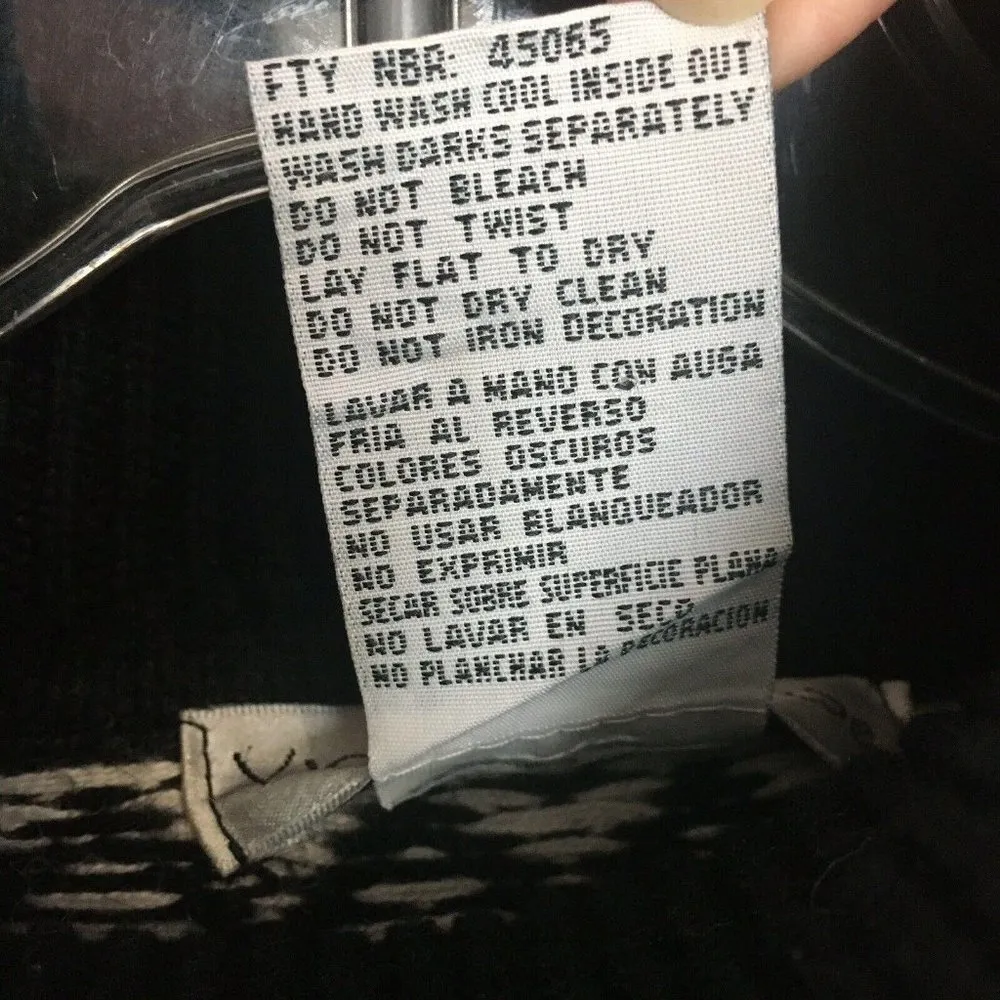 FTY NBR: 45065
HAND WASH COOL INSIDE OUT
WASH DARKS SEPARATELY
DO NOT BLEACH
DO NOT TWIST
LAY FLAT TO DRY
DO NOT DRY CLEAN
DO NOT IRON DECORATION
LAVAR A MANO CON AUGA
FRIA AL REVERSO
COLORES OSCUROS
SEPARADAMENTE
NO USAR BLANQUEADOR
NO EXPRIMIR
SECAR SOBRE SUPERFICIE PLANA
NO LAVAR EN SECO
NO PLANCHAR LA DECORACION